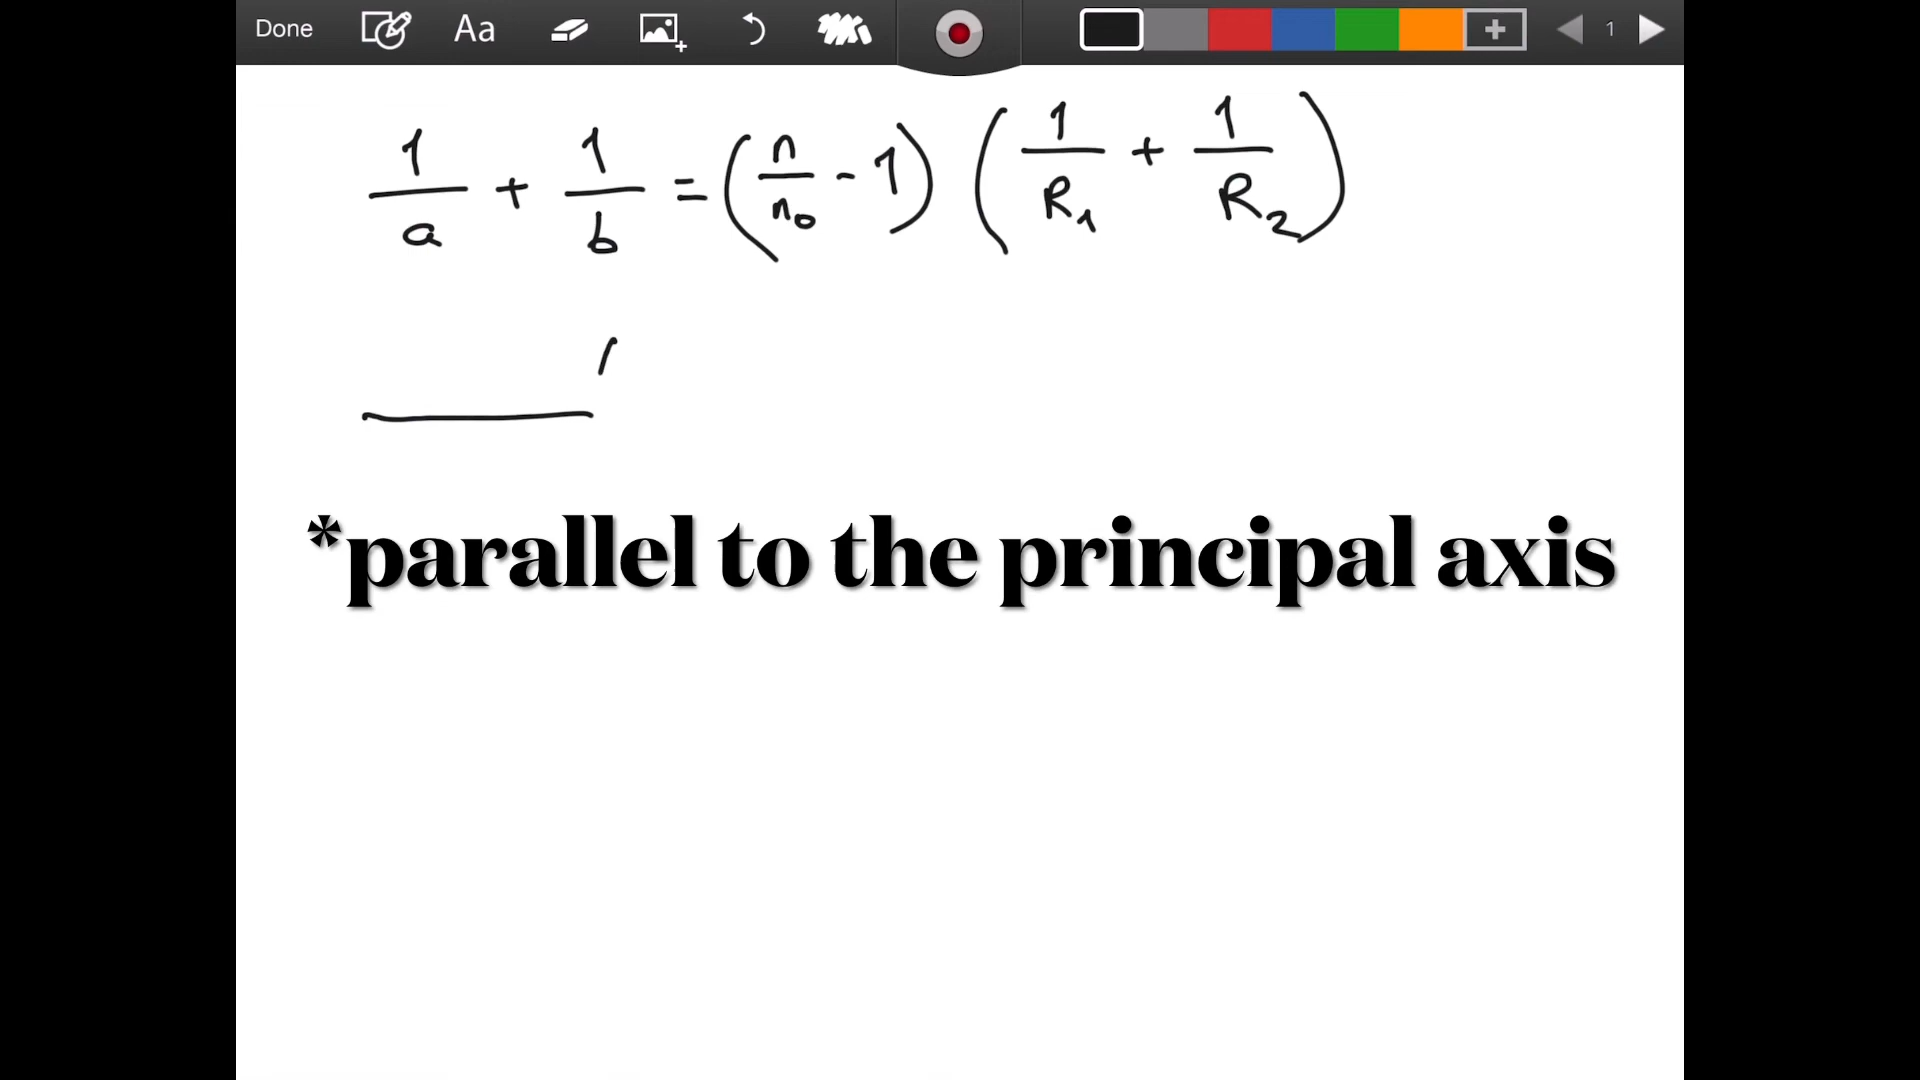 Done Aa 1
1/a + 1/b = (n/n₀ - 1) (1/R₁ + 1/R₂)
*parallel to the principal axis